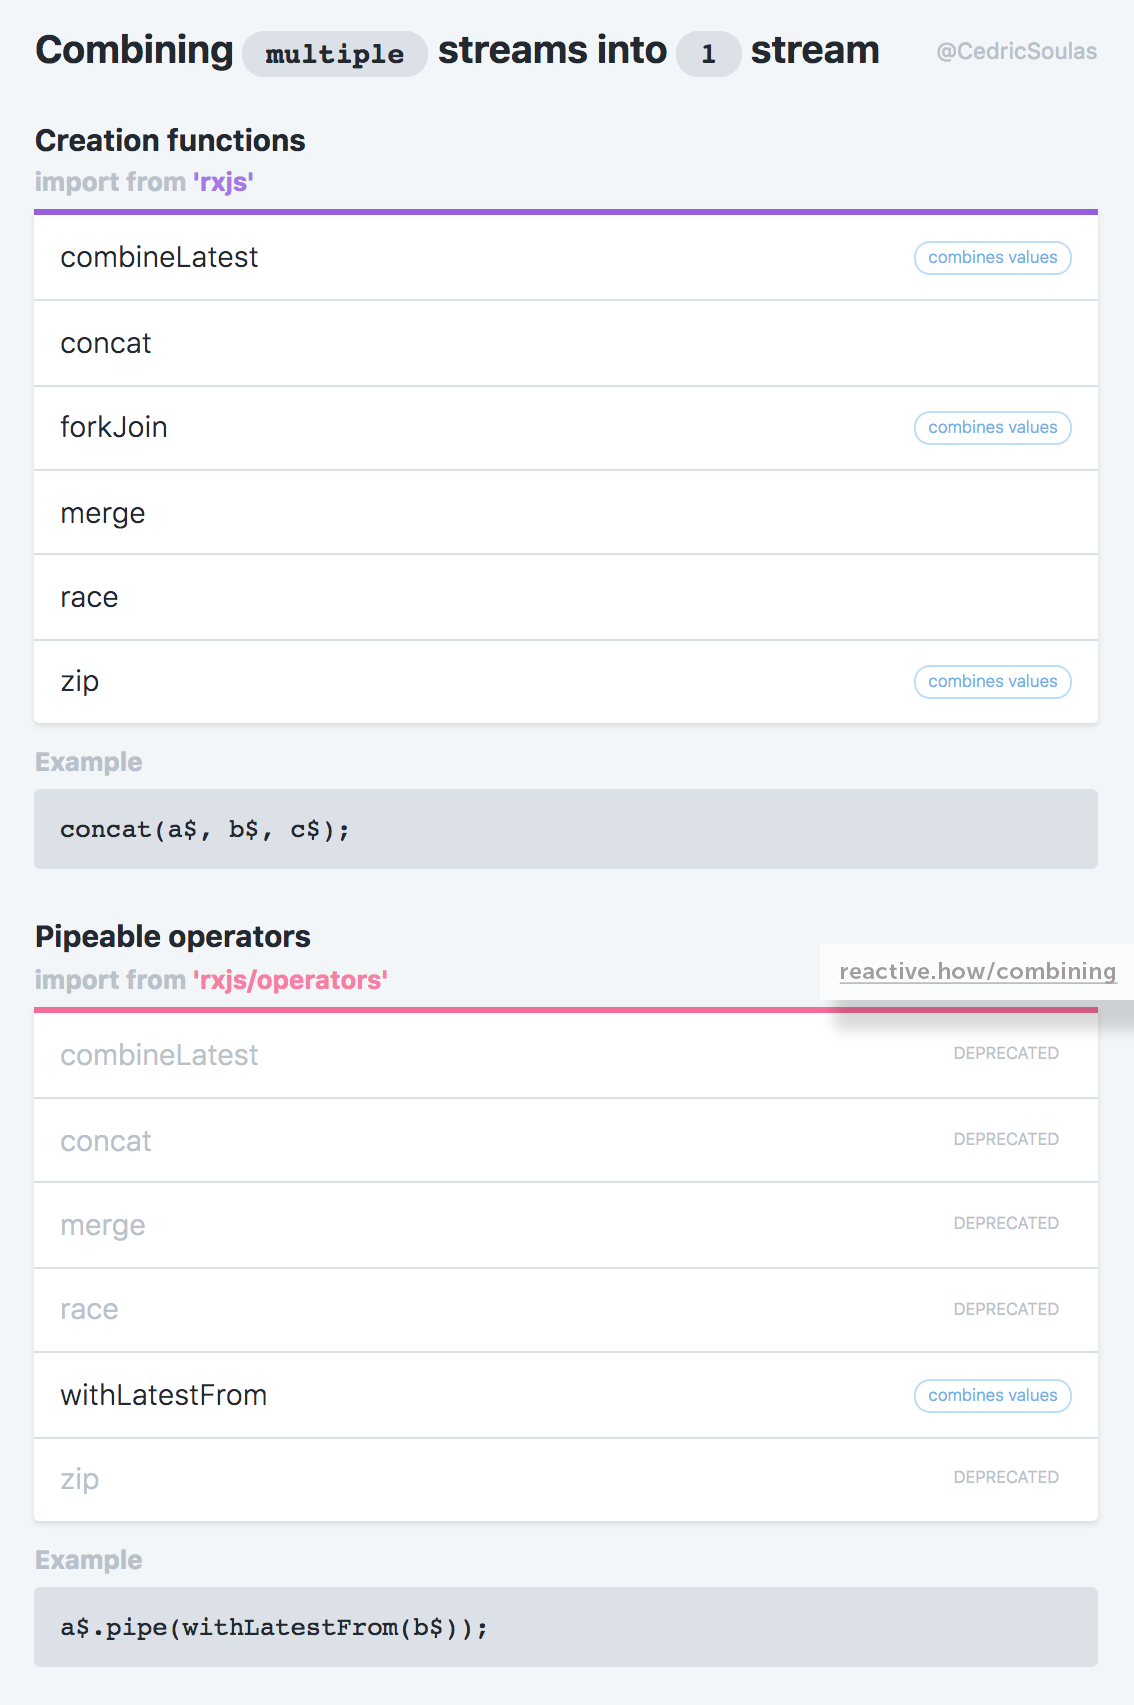 Combining multiple streams into 1 stream @CedricSoulas
Creation functions
import from 'rxjs'
combineLatest combines values
concat
forkJoin combines values
merge
race
zip combines values
Example
concat(a$, b$, c$);
Pipeable operators
import from 'rxjs/operators'
reactive.how/combining
combineLatest DEPRECATED
concat DEPRECATED
merge DEPRECATED
race DEPRECATED
withLatestFrom combines values
zip DEPRECATED
Example
a$.pipe(withLatestFrom(b$));